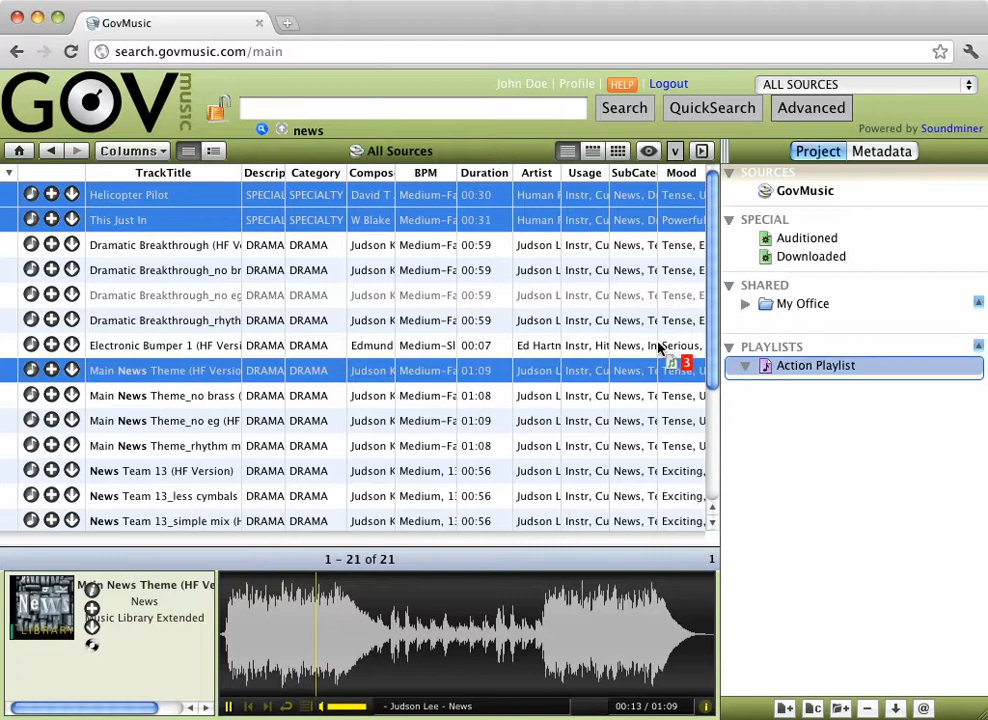 GovMusic
search.govmusic.com/main
GOV music
John Doe | Profile | HELP Logout
ALL SOURCES
Search QuickSearch Advanced
news
Powered by Soundminer
Columns
All Sources
v
Project Metadata
TrackTitle Descrip Category Compos BPM Duration Artist Usage SubCate Mood
Helicopter Pilot SPECIAL SPECIALTY David T Medium-Fa 00:30 Human F Instr, Cu News, Di Tense, U
This Just In SPECIAL SPECIALTY W Blake Medium-Fa 00:31 Human F Instr, Cu News, Di Powerful
Dramatic Breakthrough (HF Ve DRAMA DRAMA Judson K Medium-Fa 00:59 Judson L Instr, Cu News, Te Tense, E
Dramatic Breakthrough_no br DRAMA DRAMA Judson K Medium-Fa 00:59 Judson L Instr, Cu News, Te Tense, E
Dramatic Breakthrough_no eg DRAMA DRAMA Judson K Medium-Fa 00:59 Judson L Instr, Cu News, Te Tense, E
Dramatic Breakthrough_rhyth DRAMA DRAMA Judson K Medium-Fa 00:59 Judson L Instr, Cu News, Te Tense, E
Electronic Bumper 1 (HF Versi DRAMA DRAMA Edmund Medium-Sl 00:07 Ed Hartn Instr, Hit News, In Serious,
Main News Theme (HF Versio DRAMA DRAMA Judson K Medium-Fa 01:09 Judson L Instr, Cu News, Te Tense, U
3
Main News Theme_no brass ( DRAMA DRAMA Judson K Medium-Fa 01:08 Judson L Instr, Cu News, Te Tense, U
Main News Theme_no eg (HF DRAMA DRAMA Judson K Medium-Fa 01:09 Judson L Instr, Cu News, Te Tense, U
Main News Theme_rhythm m DRAMA DRAMA Judson K Medium-Fa 01:08 Judson L Instr, Cu News, Te Tense, U
News Team 13 (HF Version) DRAMA DRAMA Judson K Medium, 13 00:56 Judson L Instr, Cu News, Te Exciting,
News Team 13_less cymbals DRAMA DRAMA Judson K Medium, 13 00:56 Judson L Instr, Cu News, Te Exciting,
News Team 13_simple mix (H DRAMA DRAMA Judson K Medium, 13 00:56 Judson L Instr, Cu News, Te Exciting,
SOURCES
GovMusic
SPECIAL
Auditioned
Downloaded
SHARED
My Office
PLAYLISTS
Action Playlist
1 - 21 of 21 1
Main News Theme (HF Ve
News
Music Library Extended
NeWs
LIBRARY
- Judson Lee - News 00:13 / 01:09